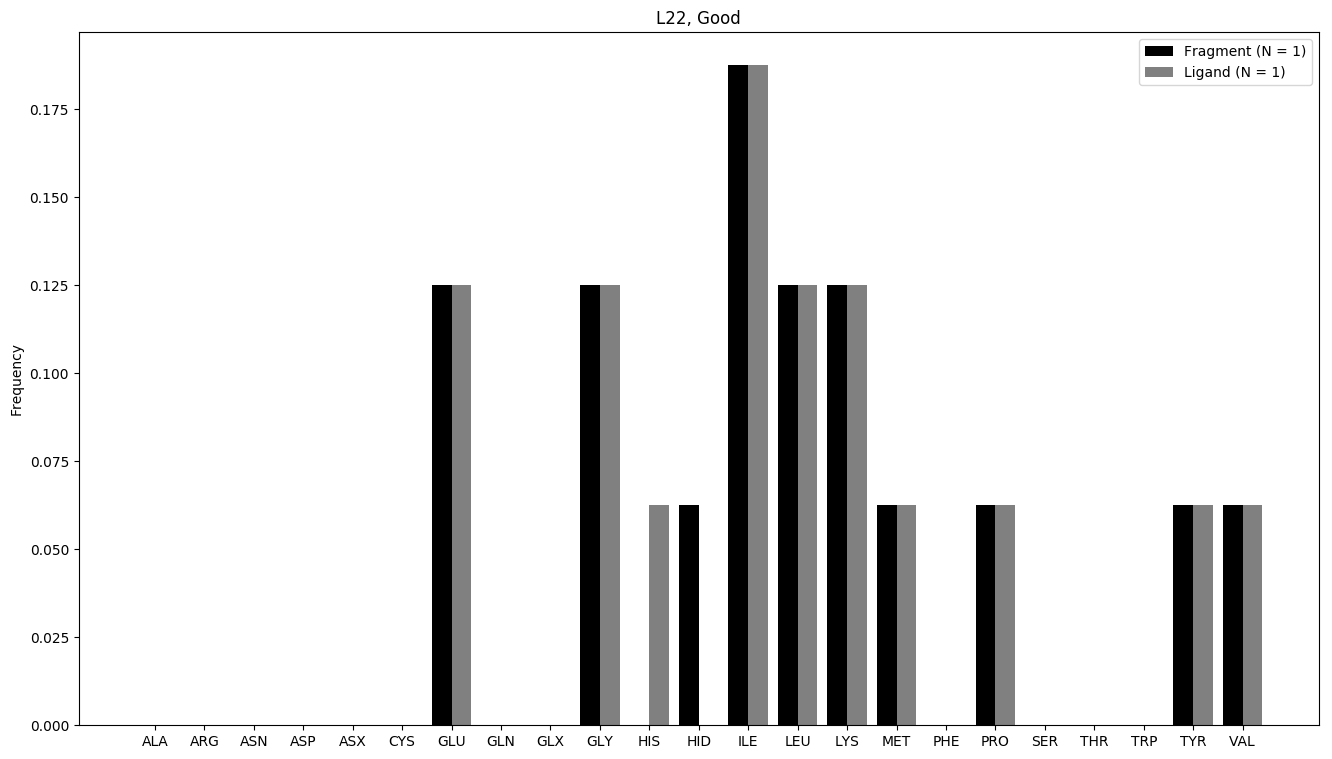 L22, Good
Fragment (N = 1)
Ligand (N = 1)
Frequency
0.175
0.150
0.125
0.100
0.075
0.050
0.025
0.000
ALA ARG ASN ASP ASX CYS GLU GLN GLX GLY HIS HID ILE LEU LYS MET PHE PRO SER THR TRP TYR VAL